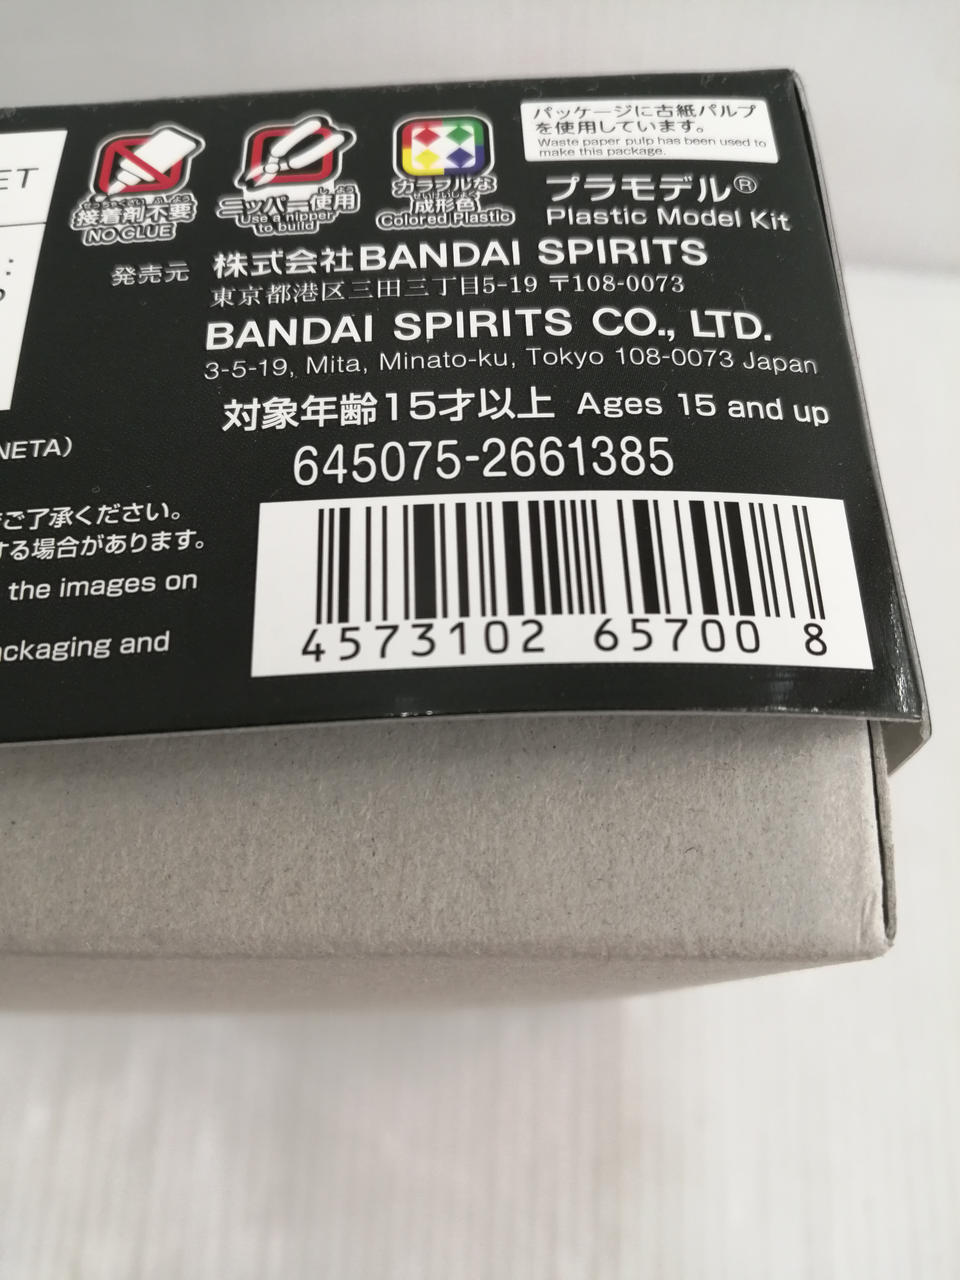 パッケージに古紙パルプ
を使用しています。
Waste paper pulp has been used to
make this package.
ET
接着剤不要
NO GLUE
ニッパー使用
Use a nipper
to build
カラフルな
成形色
Colored Plastic
プラモデル®
Plastic Model Kit
発売元 株式会社BANDAI SPIRITS
東京都港区三田三丁目5-19 〒108-0073
BANDAI SPIRITS CO., LTD.
3-5-19, Mita, Minato-ku, Tokyo 108-0073 Japan
対象年齢15才以上 Ages 15 and up
NETA)
645075-2661385
ご了承ください。
する場合があります。
the images on
ackaging and
4573102 65700 8